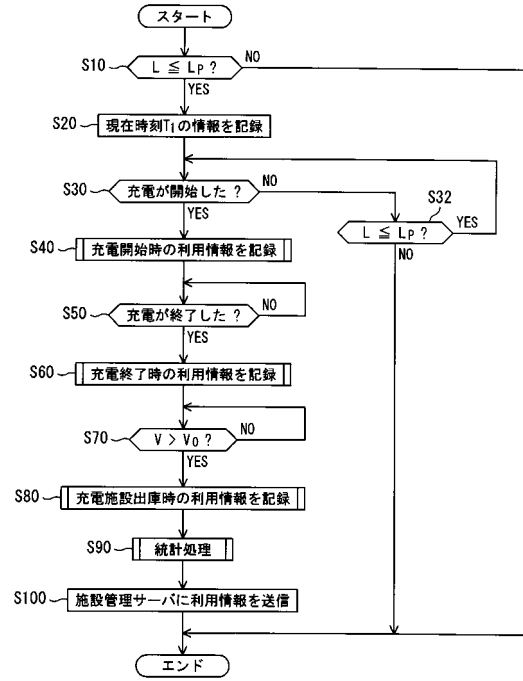 スタート
S10
L ≦ LP ?
NO
YES
S20
現在時刻T1の情報を記録
S30
充電が開始した ?
NO
YES
S32
L ≦ LP ?
YES
NO
S40
充電開始時の利用情報を記録
S50
充電が終了した ?
NO
YES
S60
充電終了時の利用情報を記録
S70
V > V0 ?
NO
YES
S80
充電施設出庫時の利用情報を記録
S90
統計処理
S100
施設管理サーバに利用情報を送信
エンド